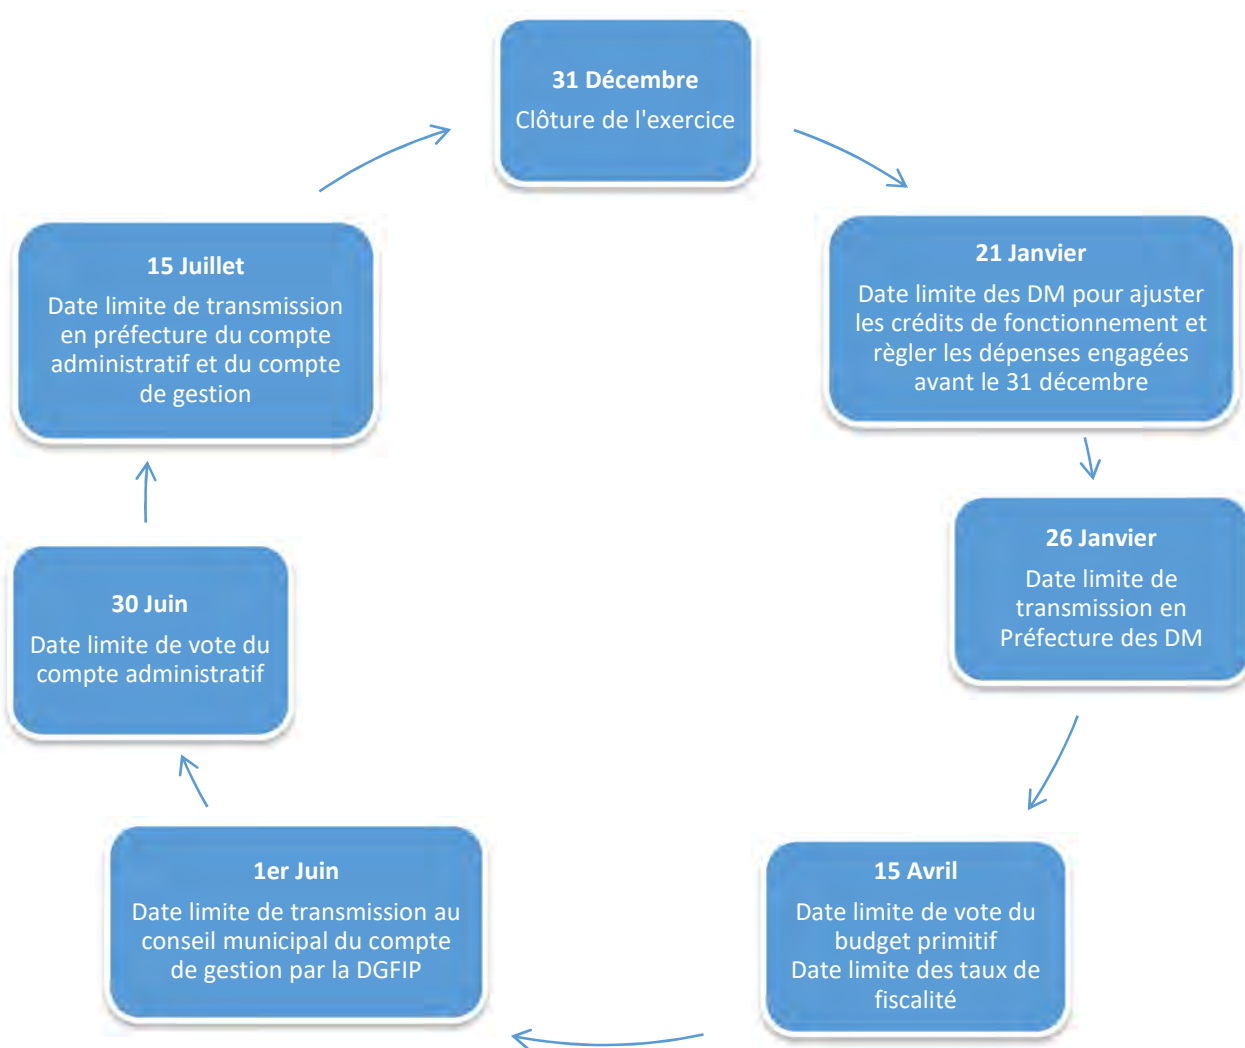 31 Décembre
Clôture de l'exercice
21 Janvier
Date limite des DM pour ajuster
les crédits de fonctionnement et
règler les dépenses engagées
avant le 31 décembre
26 Janvier
Date limite de
transmission en
Préfecture des DM
15 Avril
Date limite de vote du
budget primitif
Date limite des taux de
fiscalité
1er Juin
Date limite de transmission au
conseil municipal du compte
de gestion par la DGFIP
30 Juin
Date limite de vote du
compte administratif
15 Juillet
Date limite de transmission
en préfecture du compte
administratif et du compte
de gestion